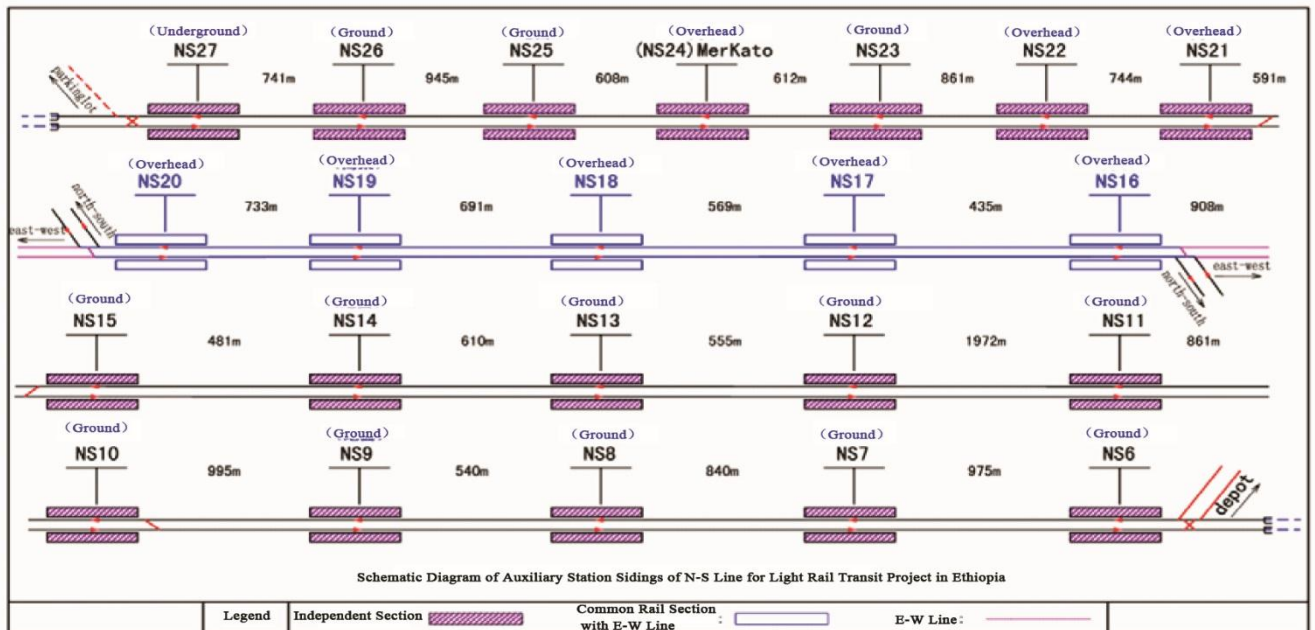 （Underground） （Ground） （Ground） （Overhead） （Ground） （Overhead） （Overhead）
NS27 NS26 NS25 (NS24)MerKato NS23 NS22 NS21
741m 945m 608m 612m 861m 744m 591m
parkinglot
（Overhead） （Overhead） （Overhead） （Overhead） （Overhead）
NS20 NS19 NS18 NS17 NS16
733m 691m 569m 435m 908m
north-south
east-west
east-west
north-south
（Ground） （Ground） （Ground） （Ground） （Ground）
NS15 NS14 NS13 NS12 NS11
481m 610m 555m 1972m 861m
（Ground） （Ground） （Ground） （Ground） （Ground）
NS10 NS9 NS8 NS7 NS6
995m 540m 840m 975m
depot
Schematic Diagram of Auxiliary Station Sidings of N-S Line for Light Rail Transit Project in Ethiopia
Legend Independent Section : Common Rail Section with E-W Line : E-W Line :